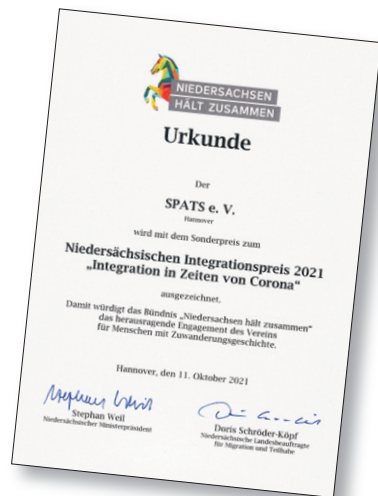 NIEDERSACHSEN
HÄLT ZUSAMMEN
Urkunde
Der
SPATS e. V.
Hannover
wird mit dem Sonderpreis zum
Niedersächsischen Integrationspreis 2021
„Integration in Zeiten von Corona“
ausgezeichnet.
Damit würdigt das Bündnis „Niedersachsen hält zusammen“
das herausragende Engagement des Vereins
für Menschen mit Zuwanderungsgeschichte.
Hannover, den 11. Oktober 2021
Stephan Weil
Stephan Weil
Niedersächsischer Ministerpräsident
Doris Schröder-Köpf
Niedersächsische Landesbeauftragte
für Migration und Teilhabe